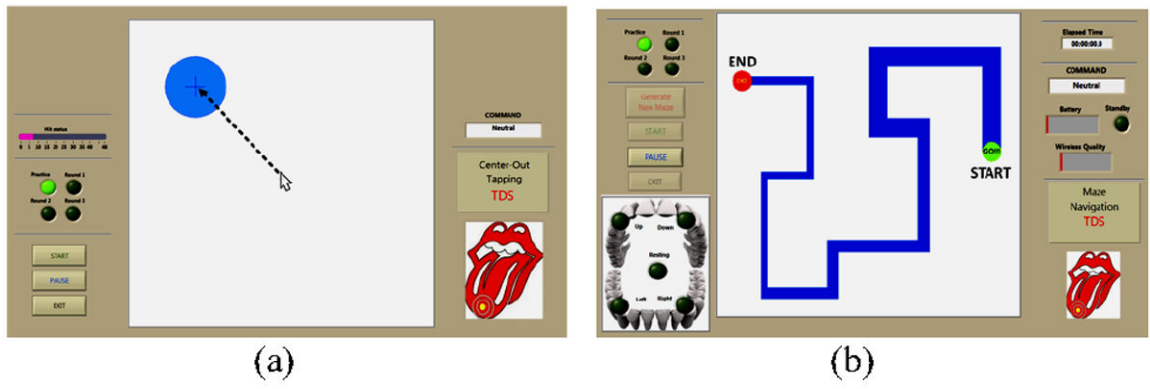 Hit status
0 1 5 10 15 20 25 30 35 40
Practice Round 1
Round 2 Round 3
START
PAUSE
EXIT
COMMAND
Neutral
Center-Out
Tapping
TDS
(a)
Practice Round 1
Round 2 Round 3
Generate
New Maze
START
PAUSE
EXIT
Up Down
Resting
Left Right
END
START
Elapsed Time
00:00:00.3
COMMAND
Neutral
Battery Standby
Wireless Quality
Maze
Navigation
TDS
(b)